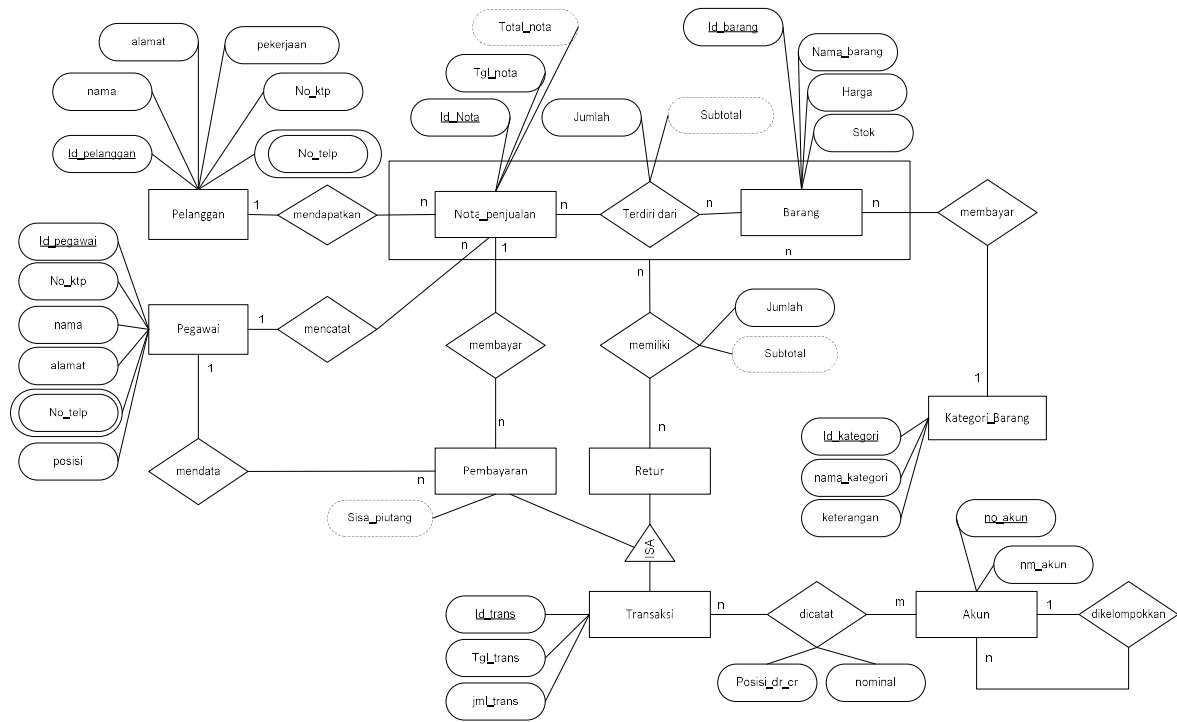 Total_nota
Id_barang
alamat
pekerjaan
Nama_barang
Tgl_nota
nama
No_ktp
Harga
Id_Nota
Jumlah
Subtotal
Stok
Id_pelanggan
No_telp
1
n
n
n
n
Pelanggan
mendapatkan
Nota_penjualan
Terdiri dari
Barang
membayar
Id_pegawai
n
1
n
n
No_ktp
Jumlah
nama
1
Pegawai
mencatat
membayar
memiliki
Subtotal
alamat
1
1
No_telp
Kategori_Barang
n
n
Id_kategori
posisi
mendata
Pembayaran
Retur
n
nama_kategori
Sisa_piutang
keterangan
no_akun
ISA
nm_akun
Id_trans
Transaksi
n
dicatat
m
Akun
1
dikelompokkan
Tgl_trans
n
Posisi_dr_cr
nominal
jml_trans